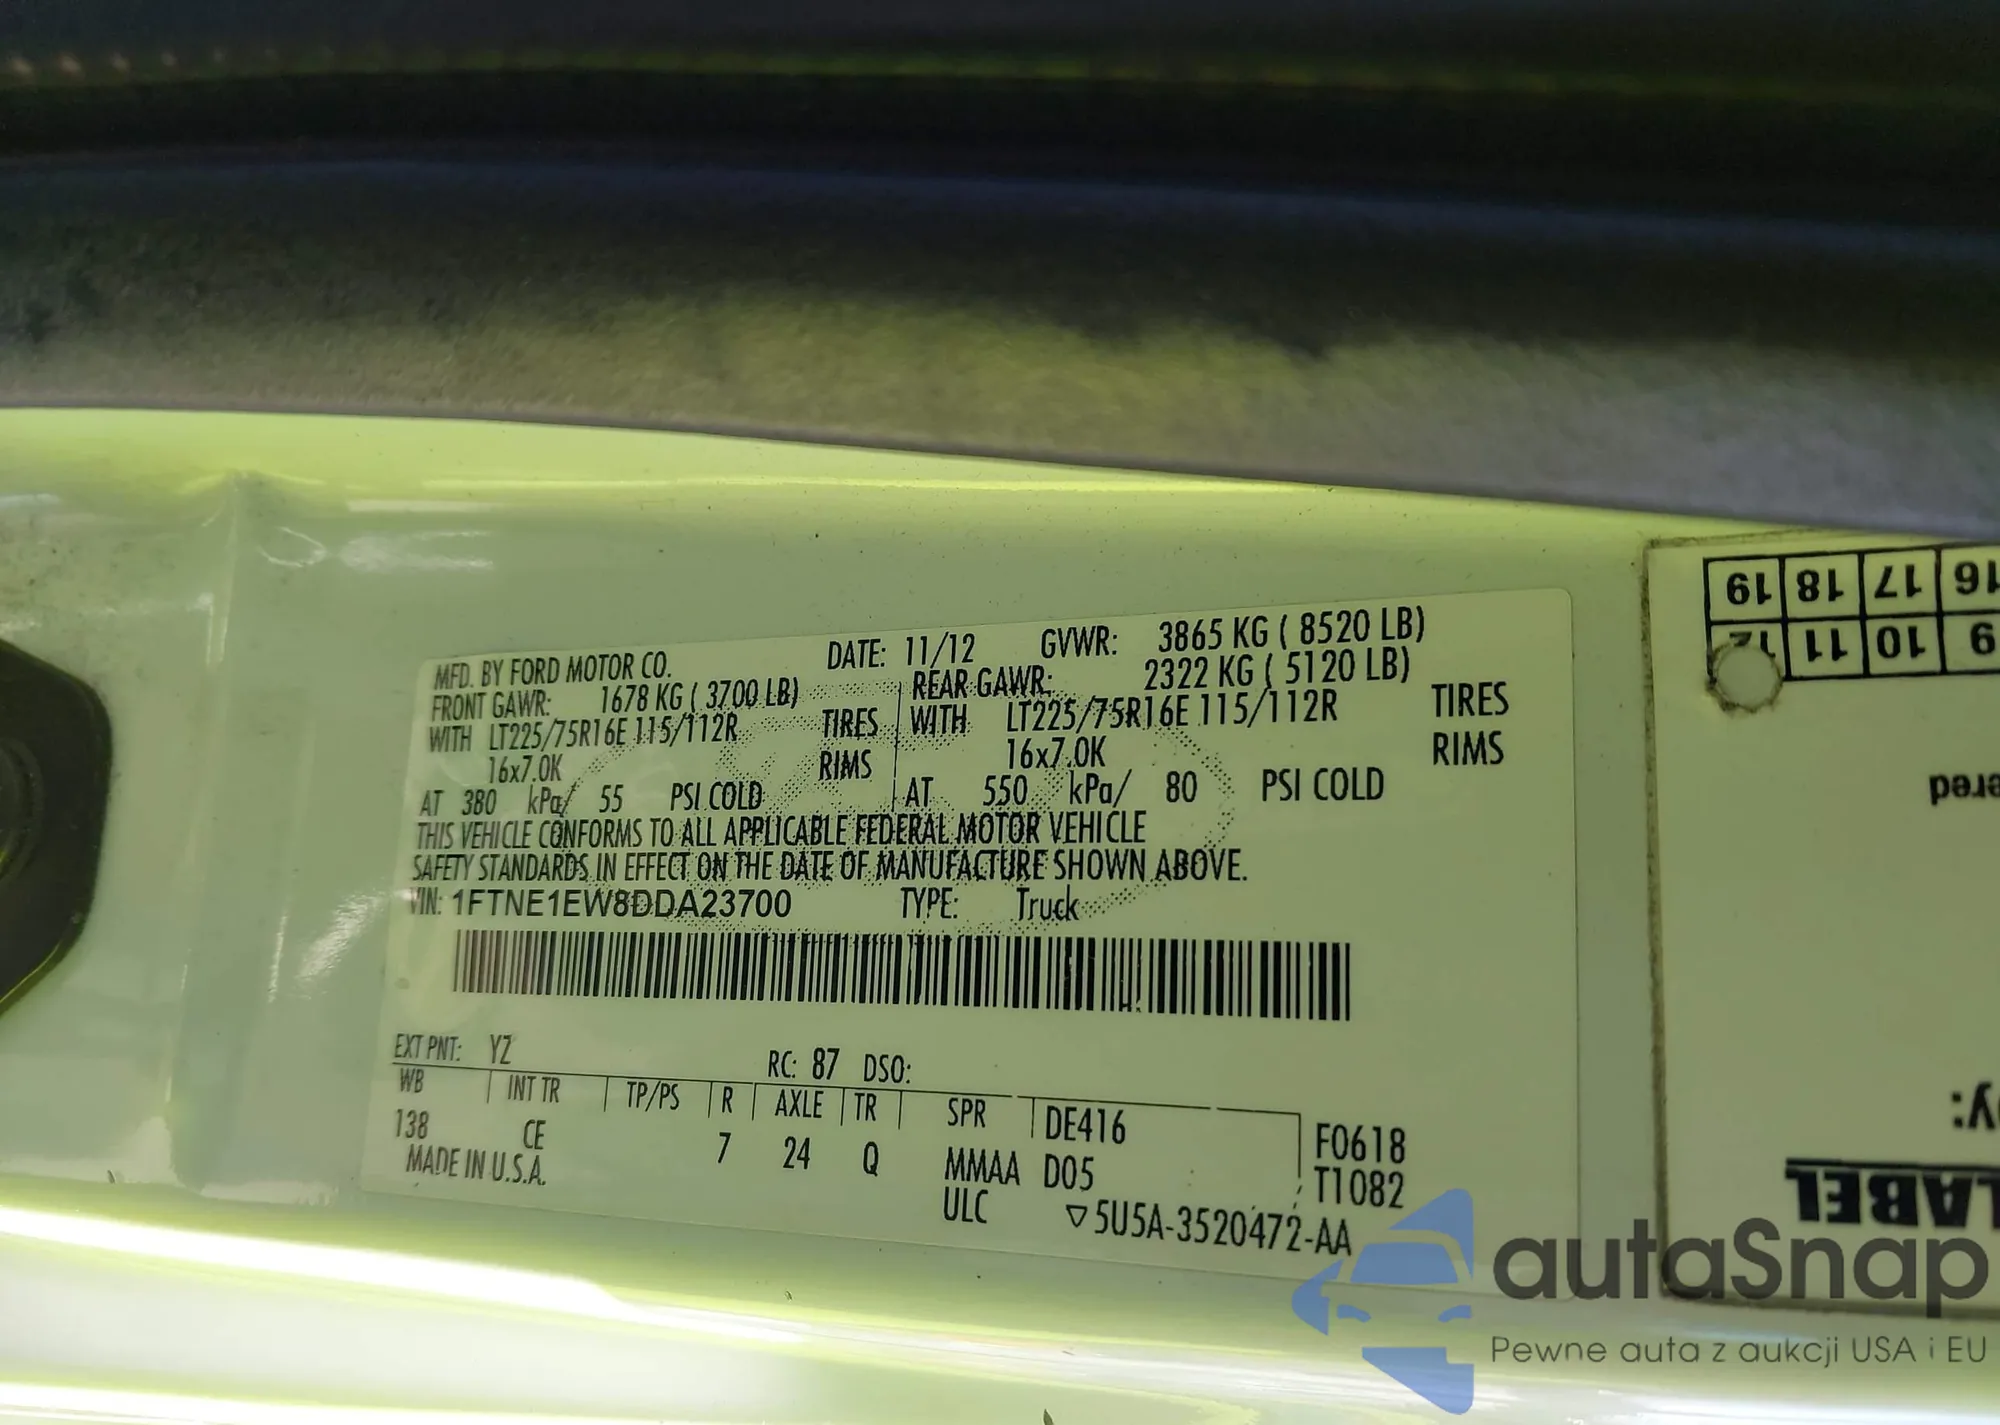 MFD. BY FORD MOTOR CO. DATE: 11/12 GVWR: 3865 KG ( 8520 LB)
FRONT GAWR: 1678 KG ( 3700 LB) REAR GAWR: 2322 KG ( 5120 LB)
WITH LT225/75R16E 115/112R TIRES WITH LT225/75R16E 115/112R TIRES
16x7.0K RIMS 16x7.0K RIMS
AT 380 kPa/ 55 PSI COLD AT 550 kPa/ 80 PSI COLD
THIS VEHICLE CONFORMS TO ALL APPLICABLE FEDERAL MOTOR VEHICLE
SAFETY STANDARDS IN EFFECT ON THE DATE OF MANUFACTURE SHOWN ABOVE.
VIN: 1FTNE1EW8DDA23700 TYPE: Truck
EXT PNT: YZ RC: 87 DSO:
WB INT TR TP/PS R AXLE TR SPR DE416 F0618
138 CE 7 24 Q MMAA D05 T1082
MADE IN U.S.A. ULC ▽5U5A-3520472-AA
19 18 17 16
12 11 10 9
LABEL
autaSnap
Pewne auta z aukcji USA i EU